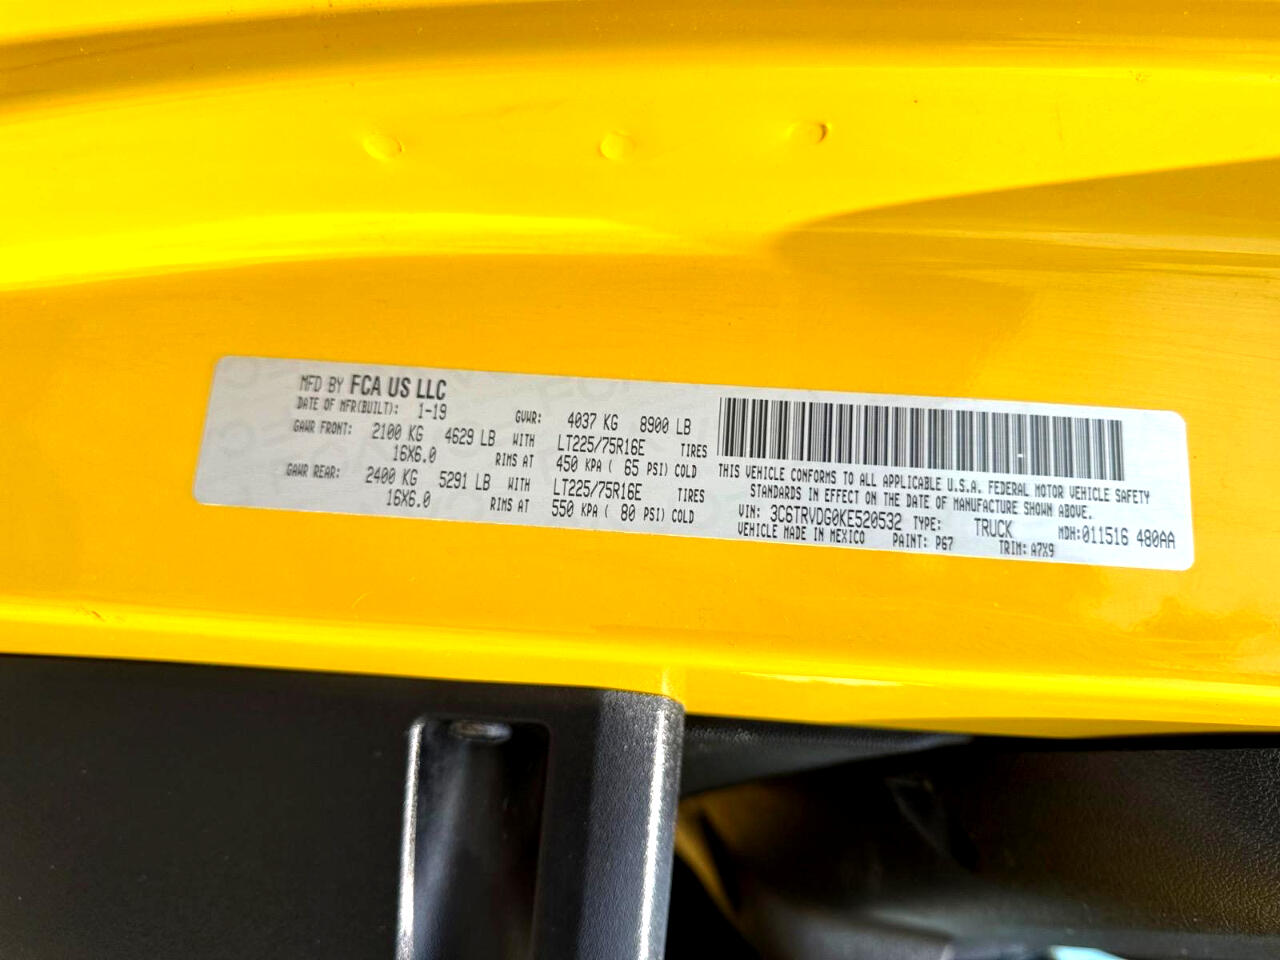 MFD BY FCA US LLC
DATE OF MFR(BUILT): 1-19 GVWR: 4037 KG 8900 LB
GAWR FRONT: 2100 KG 4629 LB WITH LT225/75R16E TIRES
16X6.0 RIMS AT 450 KPA ( 65 PSI) COLD
GAWR REAR: 2400 KG 5291 LB WITH LT225/75R16E TIRES
16X6.0 RIMS AT 550 KPA ( 80 PSI) COLD
THIS VEHICLE CONFORMS TO ALL APPLICABLE U.S.A. FEDERAL MOTOR VEHICLE SAFETY
STANDARDS IN EFFECT ON THE DATE OF MANUFACTURE SHOWN ABOVE.
VIN: 3C6TRVDG0KE520532 TYPE: TRUCK MDH:011516 480AA
VEHICLE MADE IN MEXICO PAINT: P67 TRIM: A7X9